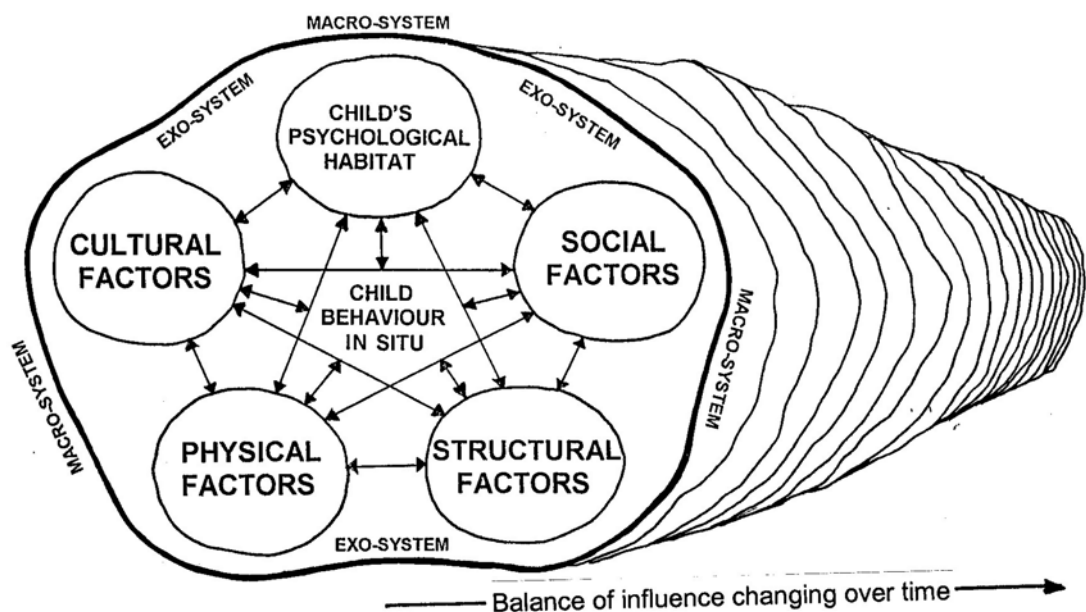 MACRO-SYSTEM
EXO-SYSTEM
EXO-SYSTEM
CHILD'S
PSYCHOLOGICAL
HABITAT
CULTURAL
FACTORS
SOCIAL
FACTORS
CHILD
BEHAVIOUR
IN SITU
MACRO-SYSTEM
MACRO-SYSTEM
PHYSICAL
FACTORS
STRUCTURAL
FACTORS
EXO-SYSTEM
Balance of influence changing over time